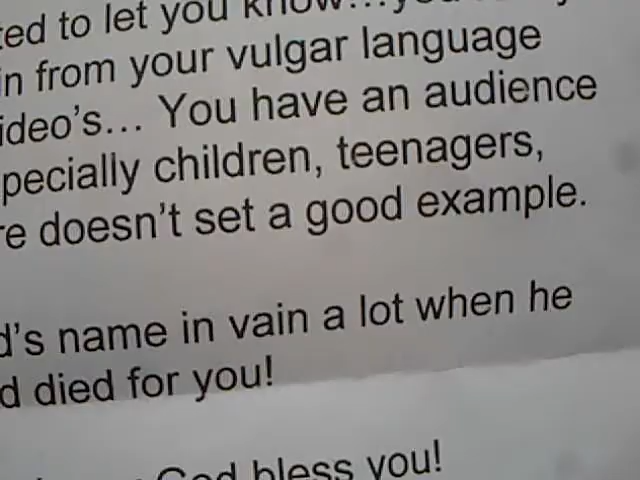 ted to let you know...
in from your vulgar language
ideo's... You have an audience
pecially children, teenagers,
re doesn't set a good example.
d's name in vain a lot when he
d died for you!
God bless you!